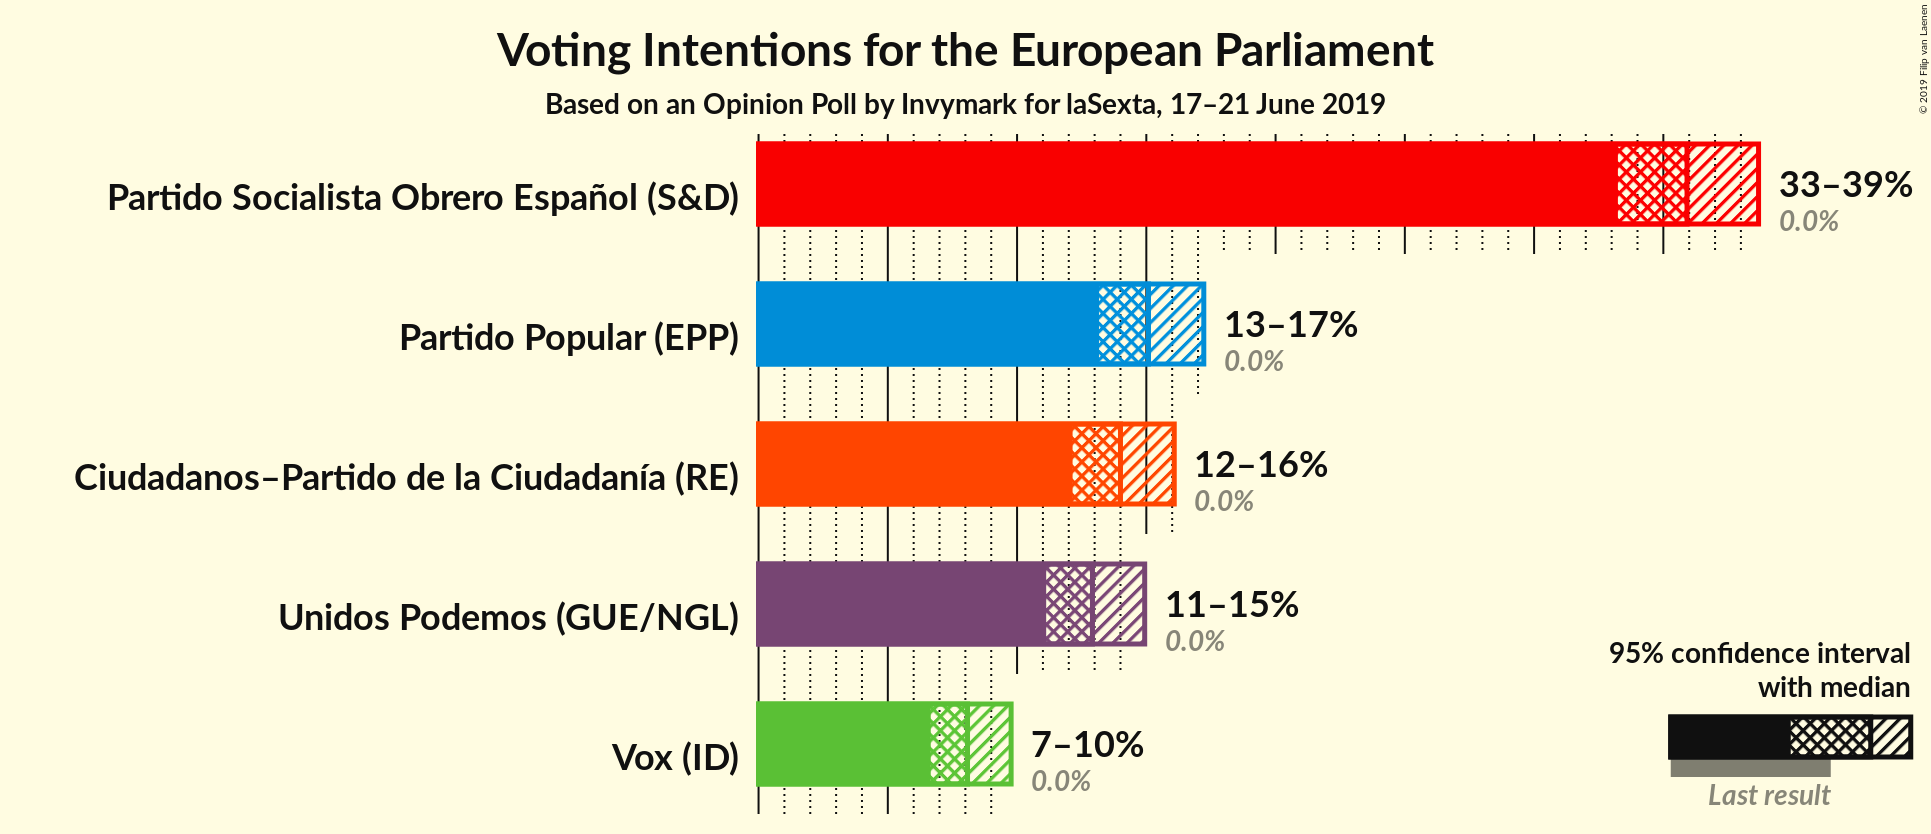 Voting Intentions for the European Parliament
Based on an Opinion Poll by Invymark for laSexta, 17–21 June 2019
© 2019 Filip van Laenen
Partido Socialista Obrero Español (S&D)
33–39%
0.0%
Partido Popular (EPP)
13–17%
0.0%
Ciudadanos–Partido de la Ciudadanía (RE)
12–16%
0.0%
Unidos Podemos (GUE/NGL)
11–15%
0.0%
Vox (ID)
7–10%
0.0%
95% confidence interval
with median
Last result